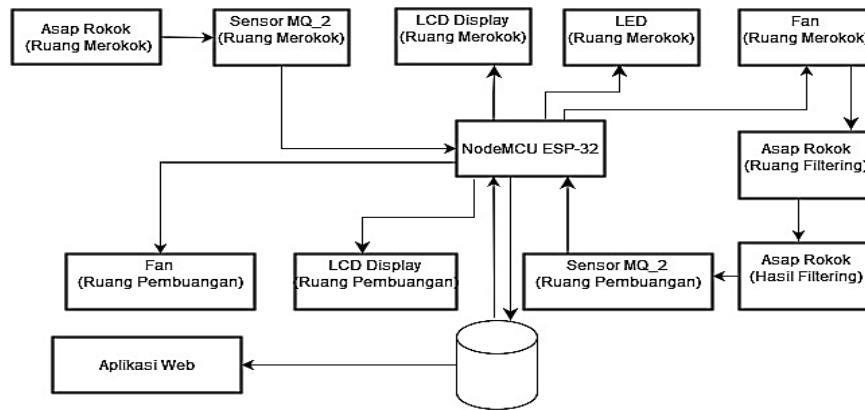 Asap Rokok
(Ruang Merokok)
Sensor MQ_2
(Ruang Merokok)
LCD Display
(Ruang Merokok)
LED
(Ruang Merokok)
Fan
(Ruang Merokok)
NodeMCU ESP-32
Asap Rokok
(Ruang Filtering)
Fan
(Ruang Pembuangan)
LCD Display
(Ruang Pembuangan)
Sensor MQ_2
(Ruang Pembuangan)
Asap Rokok
(Hasil Filtering)
Aplikasi Web